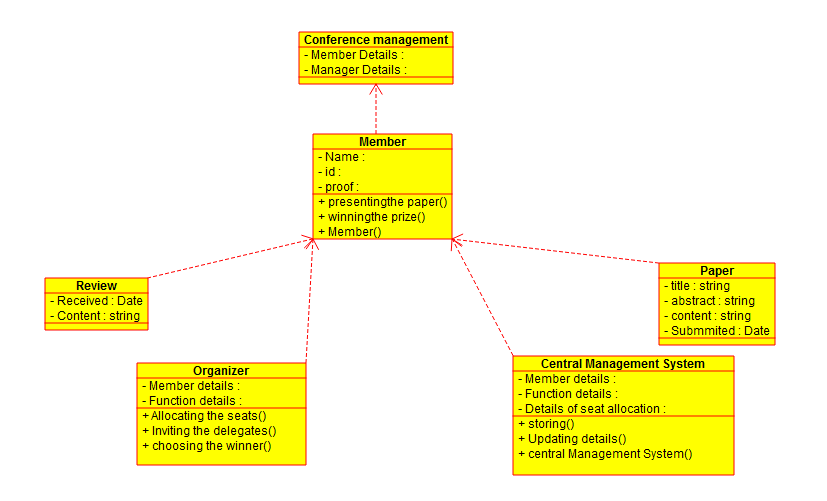 Conference management
- Member Details :
- Manager Details :
Member
- Name :
- id :
- proof :
+ presentingthe paper()
+ winningthe prize()
+ Member()
Review
- Received : Date
- Content : string
Paper
- title : string
- abstract : string
- content : string
- Submmited : Date
Organizer
- Member details :
- Function details :
+ Allocating the seats()
+ Inviting the delegates()
+ choosing the winner()
Central Management System
- Member details :
- Function details :
- Details of seat allocation :
+ storing()
+ Updating details()
+ central Management System()